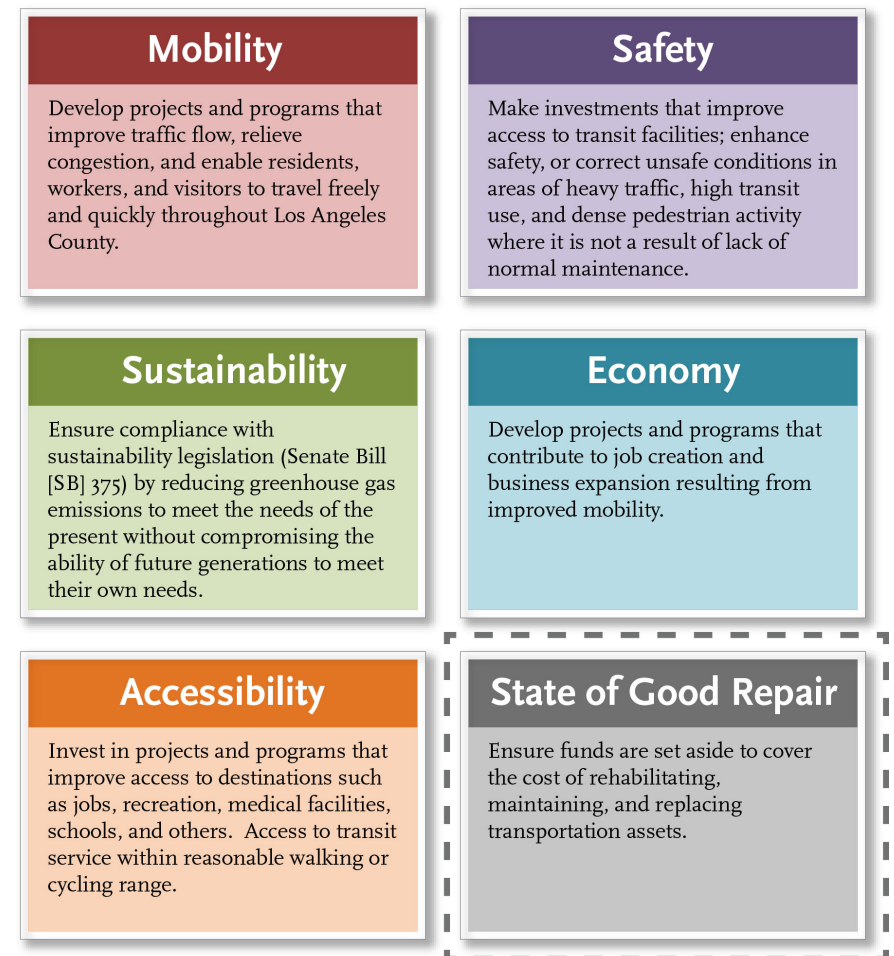 Mobility
Develop projects and programs that
improve traffic flow, relieve
congestion, and enable residents,
workers, and visitors to travel freely
and quickly throughout Los Angeles
County.
Safety
Make investments that improve
access to transit facilities; enhance
safety, or correct unsafe conditions in
areas of heavy traffic, high transit
use, and dense pedestrian activity
where it is not a result of lack of
normal maintenance.
Sustainability
Ensure compliance with
sustainability legislation (Senate Bill
[SB] 375) by reducing greenhouse gas
emissions to meet the needs of the
present without compromising the
ability of future generations to meet
their own needs.
Economy
Develop projects and programs that
contribute to job creation and
business expansion resulting from
improved mobility.
Accessibility
Invest in projects and programs that
improve access to destinations such
as jobs, recreation, medical facilities,
schools, and others.  Access to transit
service within reasonable walking or
cycling range.
State of Good Repair
Ensure funds are set aside to cover
the cost of rehabilitating,
maintaining, and replacing
transportation assets.